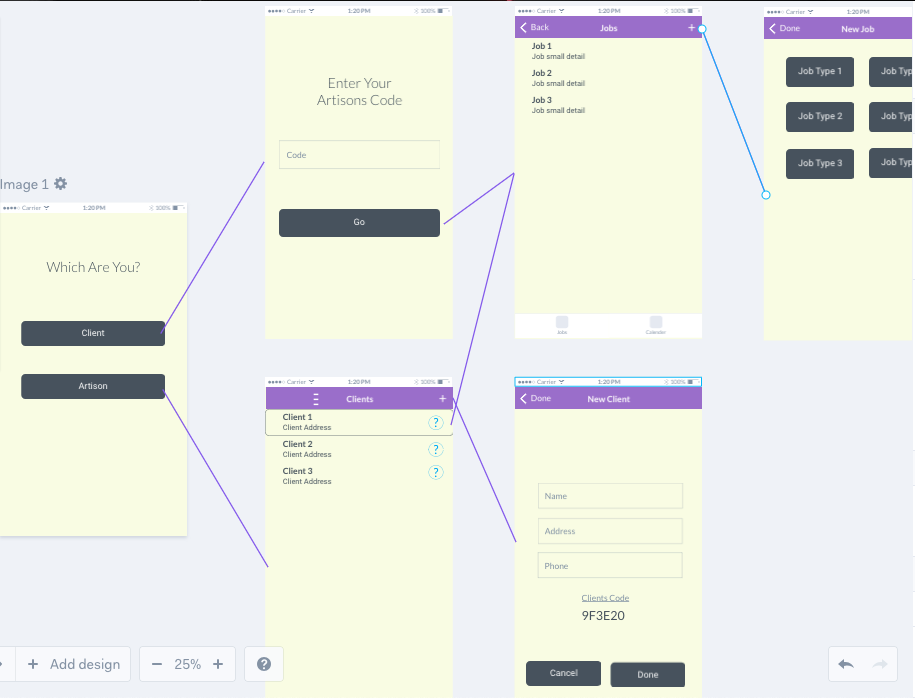 Carrier 1:20 PM 100%
Enter Your
Artisons Code
Code
Go
Carrier 1:20 PM 100%
Back Jobs +
Job 1
Job small detail
Job 2
Job small detail
Job 3
Job small detail
Jobs Calender
Carrier 1:20 PM
Done New Job
Job Type 1 Job Typ
Job Type 2 Job Typ
Job Type 3 Job Typ
Image 1
Carrier 1:20 PM 100%
Which Are You?
Client
Artison
Carrier 1:20 PM 100%
Clients +
Client 1
Client Address
?
Client 2
Client Address
?
Client 3
Client Address
?
Carrier 1:20 PM 100%
Done New Client
Name
Address
Phone
Clients Code
9F3E20
Cancel Done
+ Add design
− 25% +
?